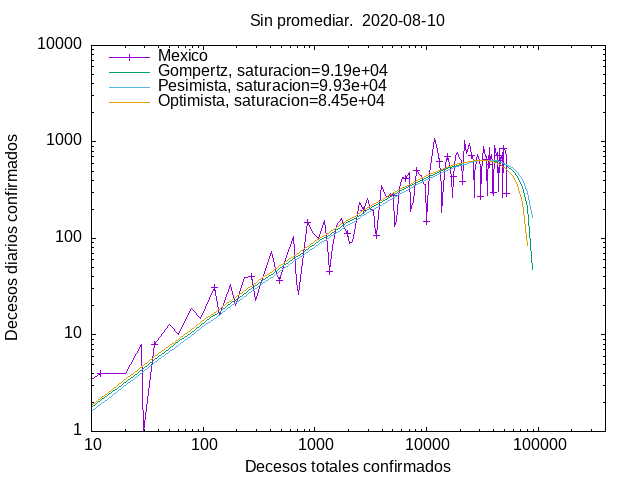 Sin promediar.  2020-08-10
Mexico
Gompertz, saturacion=9.19e+04
Pesimista, saturacion=9.93e+04
Optimista, saturacion=8.45e+04
Decesos diarios confirmados
10000
1000
100
10
1
10
100
1000
10000
100000
Decesos totales confirmados